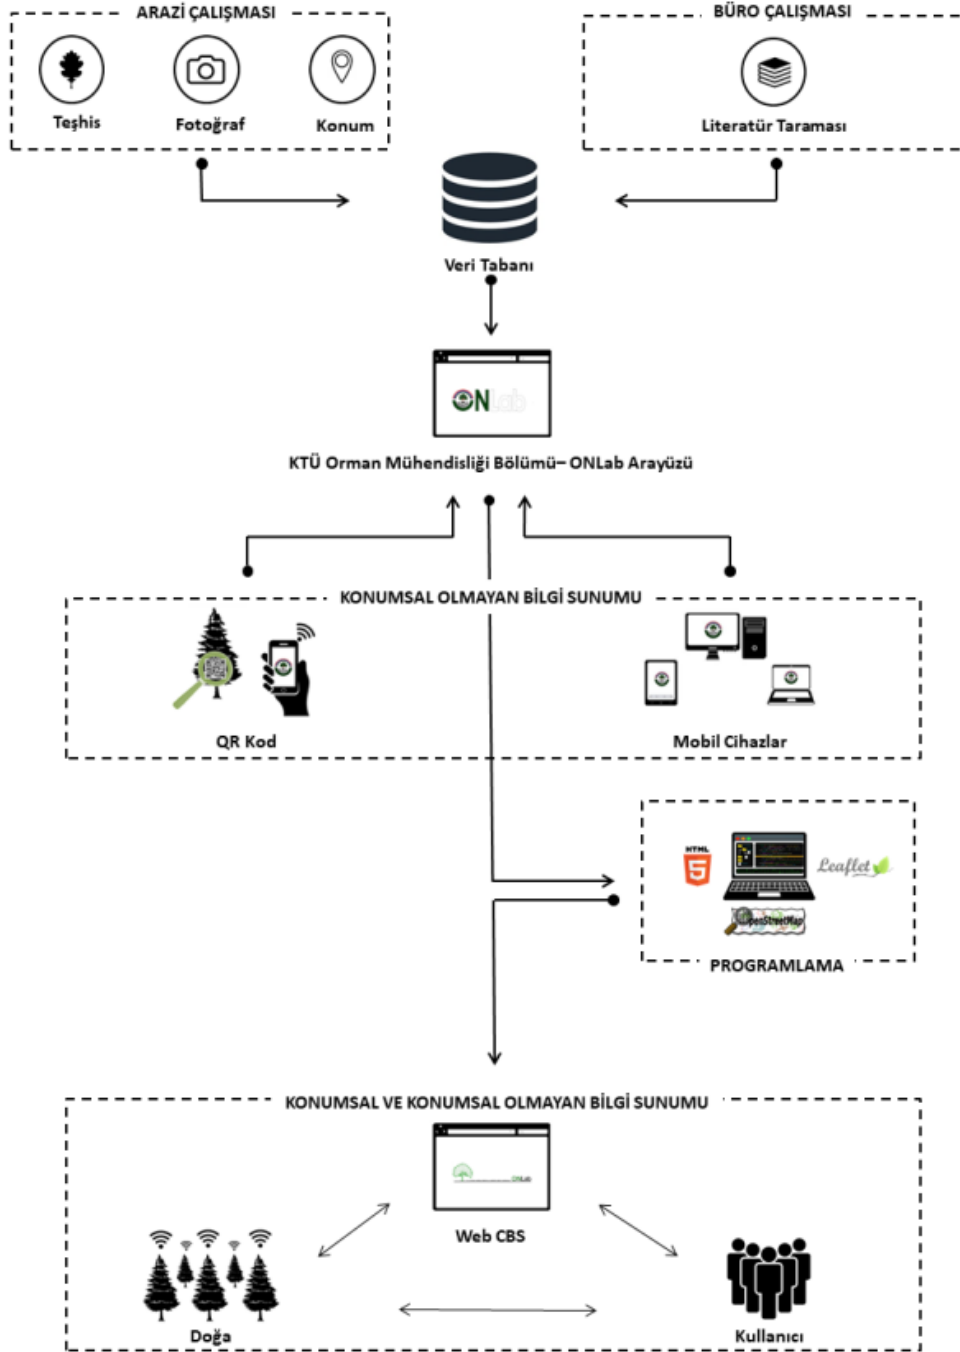 ARAZİ ÇALIŞMASI
BÜRO ÇALIŞMASI
Teşhis
Fotoğraf
Konum
Literatür Taraması
Veri Tabanı
ONLab
KTÜ Orman Mühendisliği Bölümü– ONLab Arayüzü
KONUMSAL OLMAYAN BİLGİ SUNUMU
QR Kod
Mobil Cihazlar
HTML
5
Leaflet
OpenStreetMap
PROGRAMLAMA
KONUMSAL VE KONUMSAL OLMAYAN BİLGİ SUNUMU
ONLab
Web CBS
Doğa
Kullanıcı